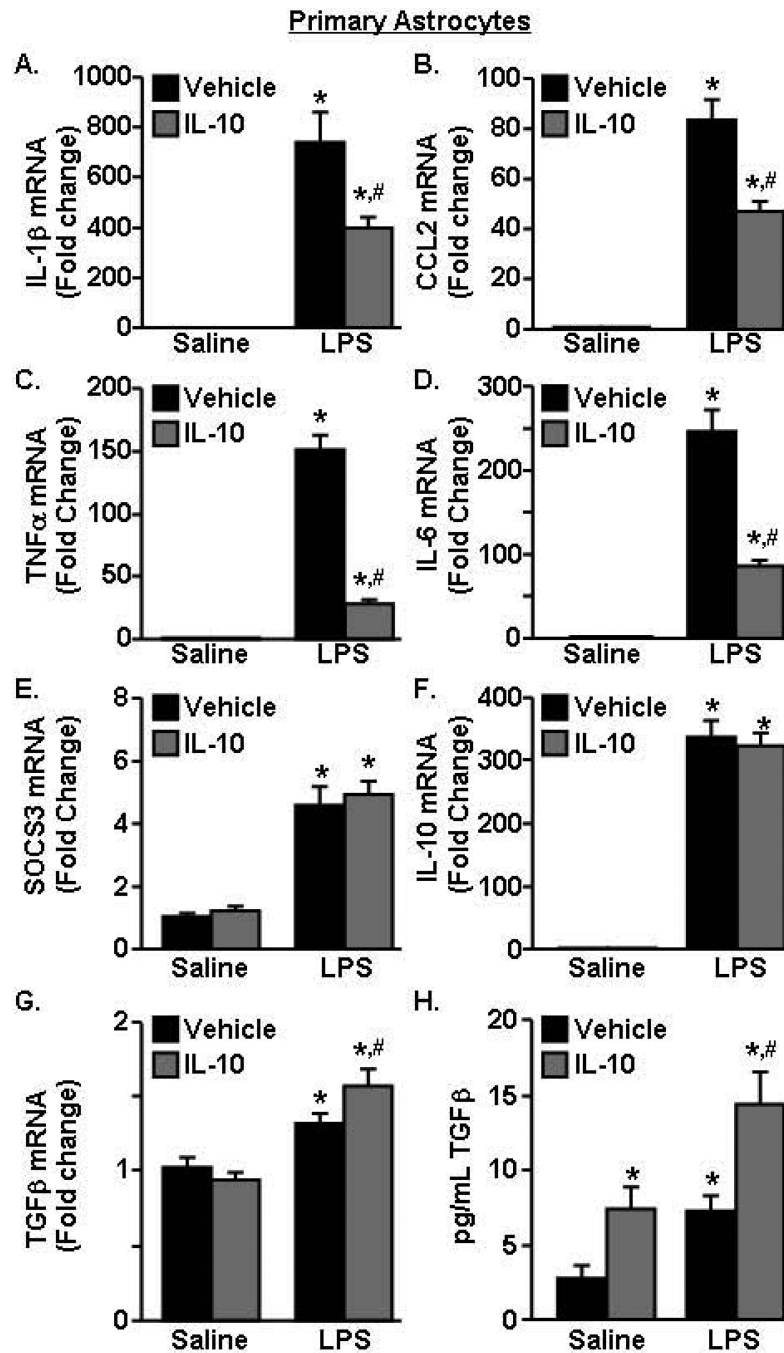 Primary Astrocytes
A.
IL-1β mRNA
(Fold change)
1000
800
600
400
200
0
Vehicle
IL-10
*
*,#
Saline
LPS
B.
CCL2 mRNA
(Fold change)
100
80
60
40
20
0
Vehicle
IL-10
*
*,#
Saline
LPS
C.
TNFα mRNA
(Fold Change)
200
150
100
50
0
Vehicle
IL-10
*
*,#
Saline
LPS
D.
IL-6 mRNA
(Fold Change)
300
200
100
0
Vehicle
IL-10
*
*,#
Saline
LPS
E.
SOCS3 mRNA
(Fold Change)
8
6
4
2
0
Vehicle
IL-10
*
*
Saline
LPS
F.
IL-10 mRNA
(Fold Change)
400
300
200
100
0
Vehicle
IL-10
*
*
Saline
LPS
G.
TGFβ mRNA
(Fold change)
2
1
0
Vehicle
IL-10
*
*,#
Saline
LPS
H.
pg/mL TGFβ
20
15
10
5
0
Vehicle
IL-10
*
*
*,#
Saline
LPS